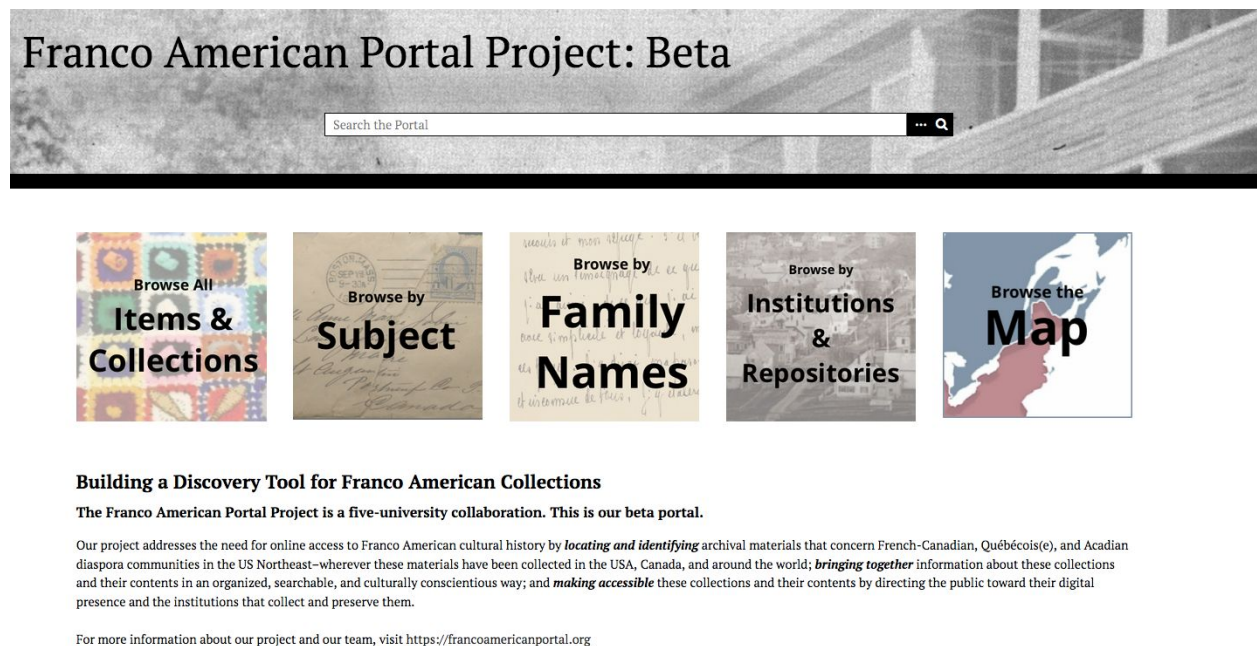 Franco American Portal Project: Beta
Search the Portal
Browse All
Items &
Collections
SEP 19
Canada
Browse by
Subject
Browse by
Family
Names
Browse by
Institutions
&
Repositories
Browse the
Map
Building a Discovery Tool for Franco American Collections
The Franco American Portal Project is a five-university collaboration. This is our beta portal.
Our project addresses the need for online access to Franco American cultural history by locating and identifying archival materials that concern French-Canadian, Québécois(e), and Acadian
diaspora communities in the US Northeast–wherever these materials have been collected in the USA, Canada, and around the world; bringing together information about these collections
and their contents in an organized, searchable, and culturally conscientious way; and making accessible these collections and their contents by directing the public toward their digital
presence and the institutions that collect and preserve them.
For more information about our project and our team, visit https://francoamericanportal.org